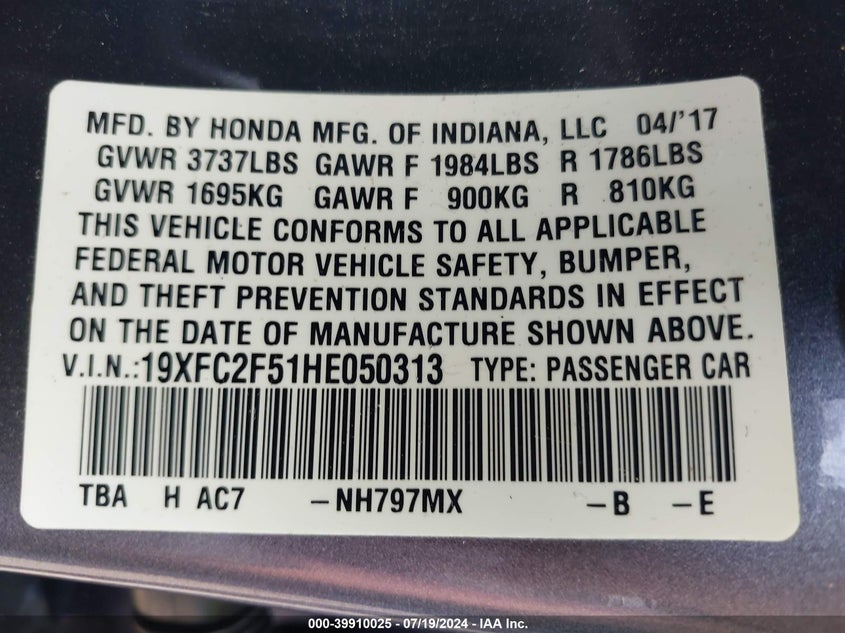 MFD. BY HONDA MFG. OF INDIANA, LLC 04/'17
GVWR 3737LBS GAWR F 1984LBS R 1786LBS
GVWR 1695KG GAWR F 900KG R 810KG
THIS VEHICLE CONFORMS TO ALL APPLICABLE
FEDERAL MOTOR VEHICLE SAFETY, BUMPER,
AND THEFT PREVENTION STANDARDS IN EFFECT
ON THE DATE OF MANUFACTURE SHOWN ABOVE.
V.I.N.:19XFC2F51HE050313 TYPE: PASSENGER CAR
TBA H AC7 –NH797MX –B –E
000-39910025 - 07/19/2024 - IAA Inc.